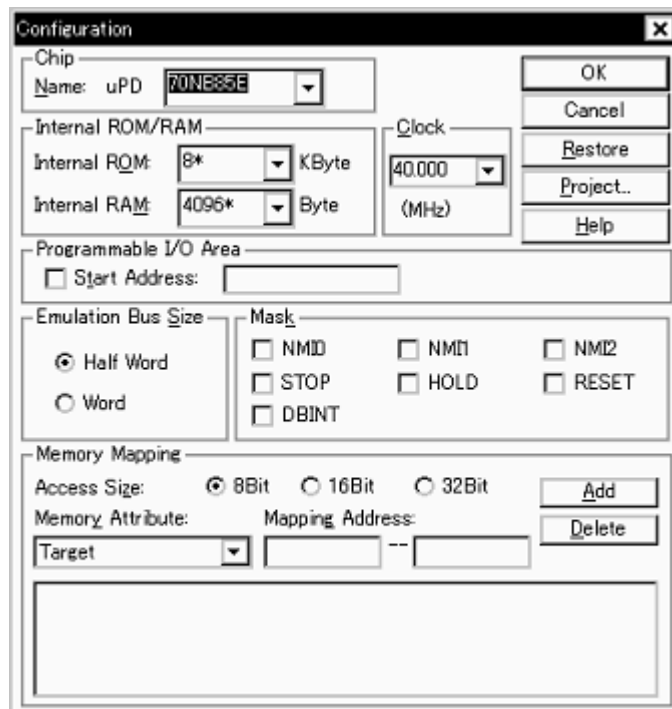 Configuration
Chip
Name: uPD 70NB85E
OK
Cancel
Internal ROM/RAM
Internal ROM: 8* KByte
Internal RAM: 4096* Byte
Clock
40.000
(MHz)
Restore
Project..
Help
Programmable I/O Area
Start Address:
Emulation Bus Size
Half Word
Word
Mask
NMI0 NMI1 NMI2
STOP HOLD RESET
DBINT
Memory Mapping
Access Size: 8Bit 16Bit 32Bit
Add
Memory Attribute: Mapping Address:
Delete
Target --